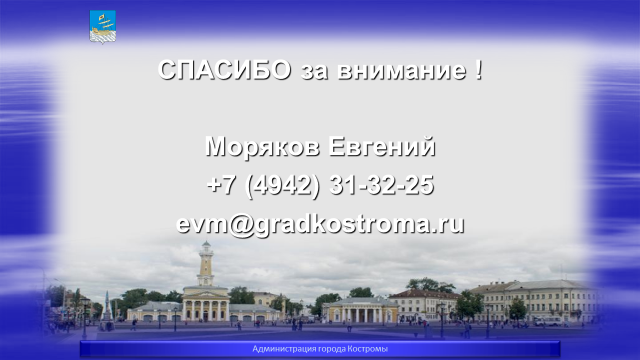 СПАСИБО за внимание !
Моряков Евгений
+7 (4942) 31-32-25
evm@gradkostroma.ru
Администрация города Костромы